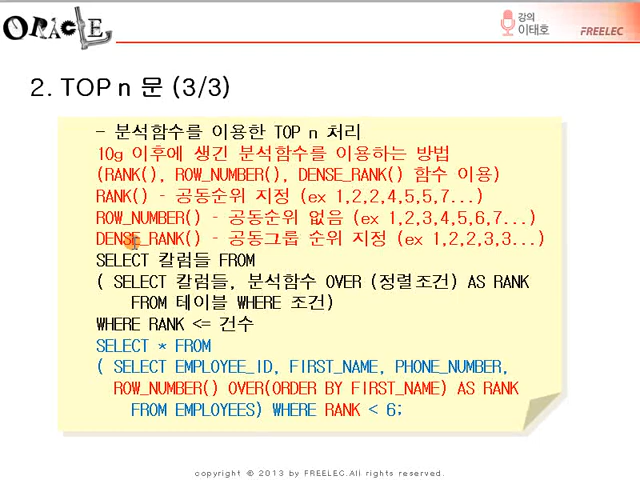 ORACLE
강의
이태호
FREELEC
2. TOP n 문 (3/3)
- 분석함수를 이용한 TOP n 처리
10g 이후에 생긴 분석함수를 이용하는 방법
(RANK(), ROW_NUMBER(), DENSE_RANK() 함수 이용)
RANK() - 공동순위 지정 (ex 1,2,2,4,5,5,7...)
ROW_NUMBER() - 공동순위 없음 (ex 1,2,3,4,5,6,7...)
DENSE_RANK() - 공동그룹 순위 지정 (ex 1,2,2,3,3...)
SELECT 칼럼들 FROM
( SELECT 칼럼들, 분석함수 OVER (정렬조건) AS RANK
FROM 테이블 WHERE 조건)
WHERE RANK <= 건수
SELECT * FROM
( SELECT EMPLOYEE_ID, FIRST_NAME, PHONE_NUMBER,
ROW_NUMBER() OVER(ORDER BY FIRST_NAME) AS RANK
FROM EMPLOYEES) WHERE RANK < 6;
copyright © 2013 by FREELEC.All rights reserved.